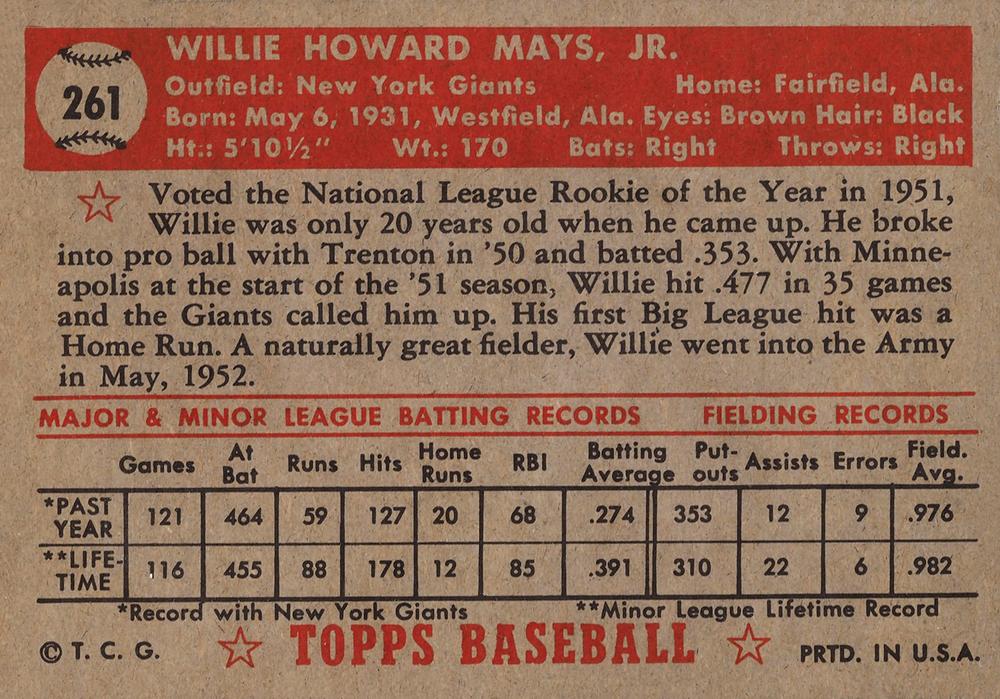 261
WILLIE HOWARD MAYS, JR.
Outfield: New York Giants Home: Fairfield, Ala.
Born: May 6, 1931, Westfield, Ala. Eyes: Brown Hair: Black
Ht.: 5'10½" Wt.: 170 Bats: Right Throws: Right
Voted the National League Rookie of the Year in 1951,
Willie was only 20 years old when he came up. He broke
into pro ball with Trenton in '50 and batted .353. With Minne-
apolis at the start of the '51 season, Willie hit .477 in 35 games
and the Giants called him up. His first Big League hit was a
Home Run. A naturally great fielder, Willie went into the Army
in May, 1952.
MAJOR & MINOR LEAGUE BATTING RECORDS FIELDING RECORDS
Games At Bat Runs Hits Home Runs RBI Batting Average Put-outs Assists Errors Field. Avg.
*PAST YEAR 121 464 59 127 20 68 .274 353 12 9 .976
**LIFE-TIME 116 455 88 178 12 85 .391 310 22 6 .982
*Record with New York Giants **Minor League Lifetime Record
© T. C. G. TOPPS BASEBALL PRTD. IN U.S.A.